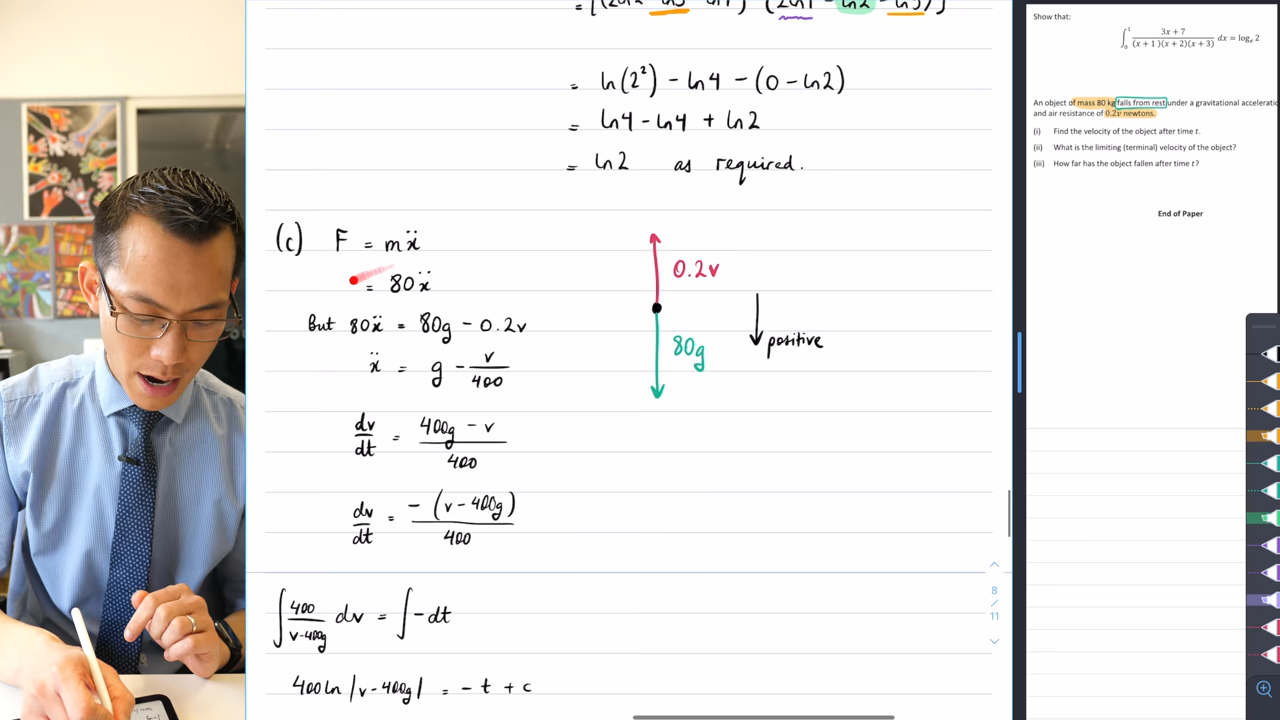 = ln(2²) - ln4 - (0 - ln2)
= ln4 - ln4 + ln2
= ln2 as required.
(c) F = mẍ
= 80ẍ
But 80ẍ = 80g - 0.2v
ẍ = g - v/400
dv/dt = (400g - v)/400
dv/dt = -(v-400g)/400
∫ 400/(v-400g) dv = ∫ -dt
400ln|v-400g| = -t + c
0.2v
80g
positive
8
/
11
Show that:
∫₀¹ (3x + 7)/((x + 1)(x + 2)(x + 3)) dx = logₑ 2
An object of mass 80 kg falls from rest under a gravitational
and air resistance of 0.2v newtons.
(i) Find the velocity of the object after time t.
(ii) What is the limiting (terminal) velocity of the object?
(iii) How far has the object fallen after time t?
End of Paper